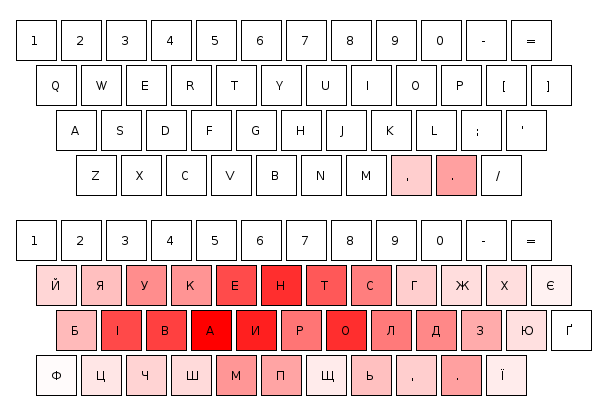 1 2 3 4 5 6 7 8 9 0 - =
Q W E R T Y U I O P [ ]
A S D F G H J K L ; '
Z X C V B N M , . /
1 2 3 4 5 6 7 8 9 0 - =
Й Я У К Е Н Т С Г Ж Х Є
Б І В А И Р О Л Д З Ю Ґ
Ф Ц Ч Ш М П Щ Ь , . Ї